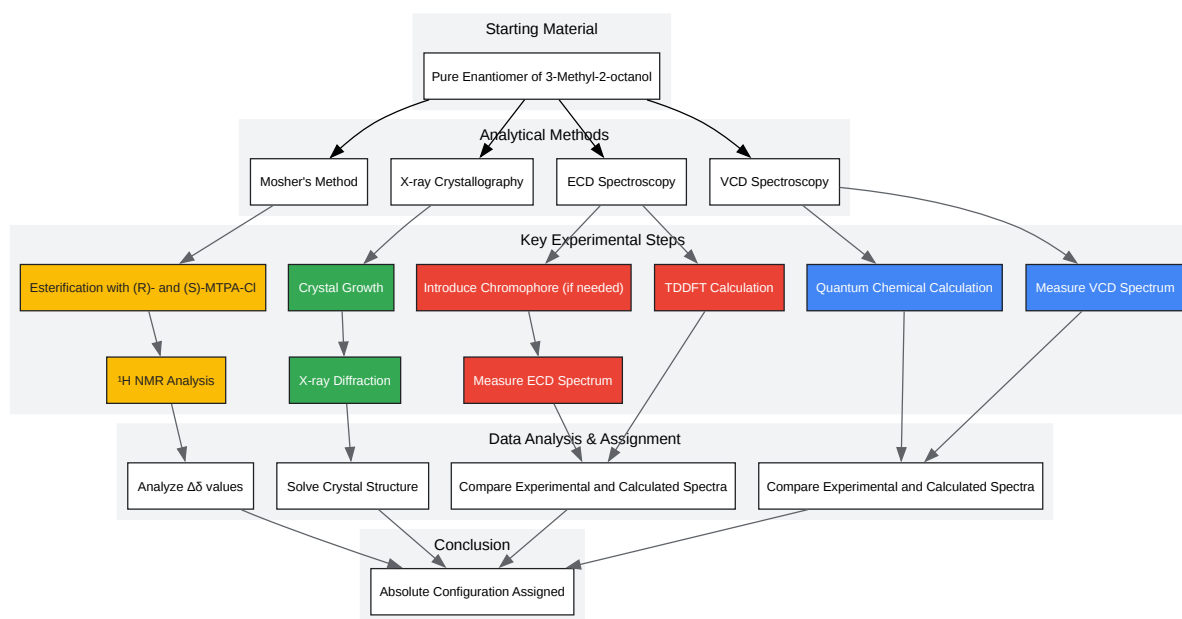 Starting Material
Pure Enantiomer of 3-Methyl-2-octanol
Analytical Methods
Mosher's Method
X-ray Crystallography
ECD Spectroscopy
VCD Spectroscopy
Key Experimental Steps
Esterification with (R)- and (S)-MTPA-Cl
Crystal Growth
Introduce Chromophore (if needed)
TDDFT Calculation
Quantum Chemical Calculation
Measure VCD Spectrum
¹H NMR Analysis
X-ray Diffraction
Measure ECD Spectrum
Data Analysis & Assignment
Analyze Δδ values
Solve Crystal Structure
Compare Experimental and Calculated Spectra
Compare Experimental and Calculated Spectra
Conclusion
Absolute Configuration Assigned